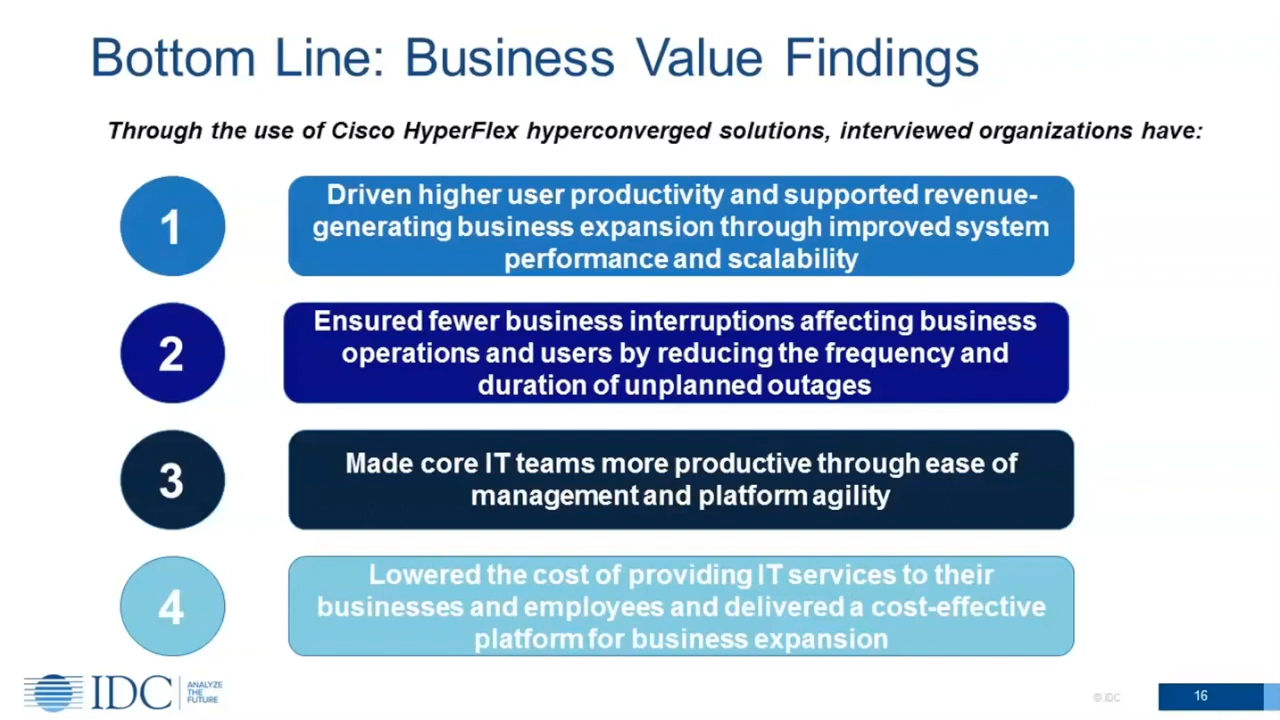 Bottom Line: Business Value Findings
Through the use of Cisco HyperFlex hyperconverged solutions, interviewed organizations have:
1
Driven higher user productivity and supported revenue-
generating business expansion through improved system
performance and scalability
2
Ensured fewer business interruptions affecting business
operations and users by reducing the frequency and
duration of unplanned outages
3
Made core IT teams more productive through ease of
management and platform agility
4
Lowered the cost of providing IT services to their
businesses and employees and delivered a cost-effective
platform for business expansion
IDC
ANALYZE
THE
FUTURE
© IDC
16